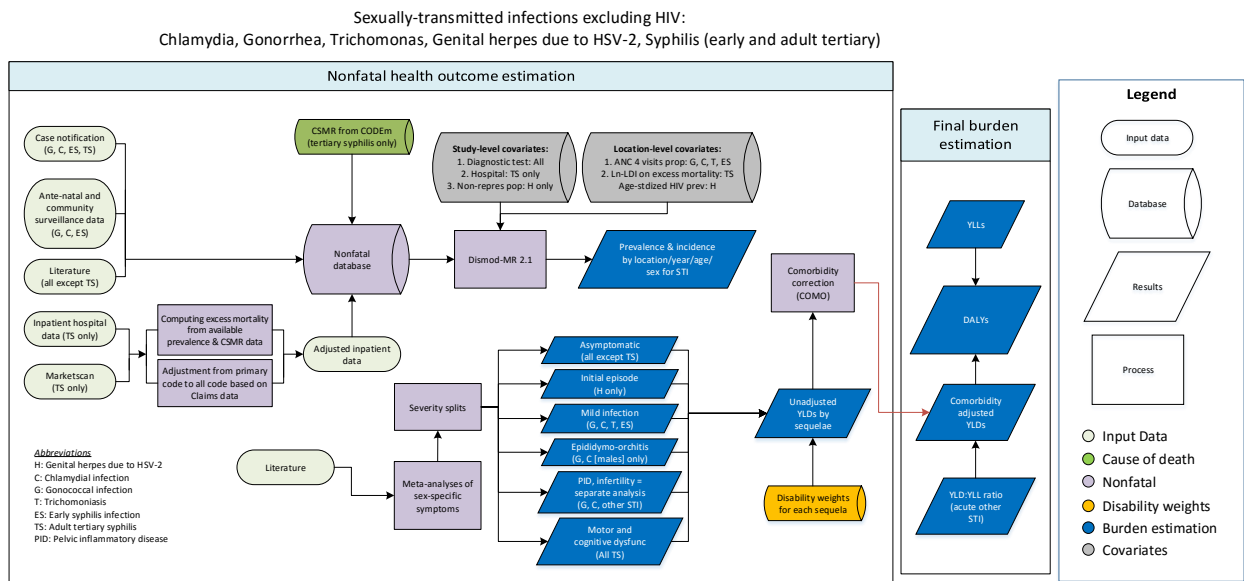 Sexually-transmitted infections excluding HIV:
Chlamydia, Gonorrhea, Trichomonas, Genital herpes due to HSV-2, Syphilis (early and adult tertiary)
Nonfatal health outcome estimation
Case notification
(G, C, ES, TS)
Ante-natal and
community
surveillance data
(G, C, ES)
Literature
(all except TS)
Inpatient hospital
data (TS only)
Marketscan
(TS only)
Computing excess mortality
from available
prevalence & CSMR data
Adjustment from primary
code to all code based on
Claims data
Adjusted inpatient
data
CSMR from CODEm
(tertiary syphilis only)
Nonfatal
database
Study-level covariates:
1. Diagnostic test: All
2. Hospital: TS only
3. Non-repres pop: H only
Location-level covariates:
1. ANC 4 visits prop: G, C, T, ES
2. Ln-LDI on excess mortality: TS
Age-stdized HIV prev: H
Dismod-MR 2.1
Prevalence & incidence
by location/year/age/
sex for STI
Literature
Meta-analyses of
sex-specific
symptoms
Severity splits
Asymptomatic
(all except TS)
Initial episode
(H only)
Mild infection
(G, C, T, ES)
Epididymo-orchitis
(G, C [males] only)
PID, infertility =
separate analysis
(G, C, other STI)
Motor and
cognitive dysfunc
(All TS)
Comorbidity
correction
(COMO)
Unadjusted
YLDs by
sequelae
Disability weights
for each sequela
Abbreviations
H: Genital herpes due to HSV-2
C: Chlamydial infection
G: Gonococcal infection
T: Trichomoniasis
ES: Early syphilis infection
TS: Adult tertiary syphilis
PID: Pelvic inflammatory disease
Final burden
estimation
YLLs
DALYs
Comorbidity
adjusted
YLDs
YLD:YLL ratio
(acute other
STI)
Legend
Input data
Database
Results
Process
Input Data
Cause of death
Nonfatal
Disability weights
Burden estimation
Covariates